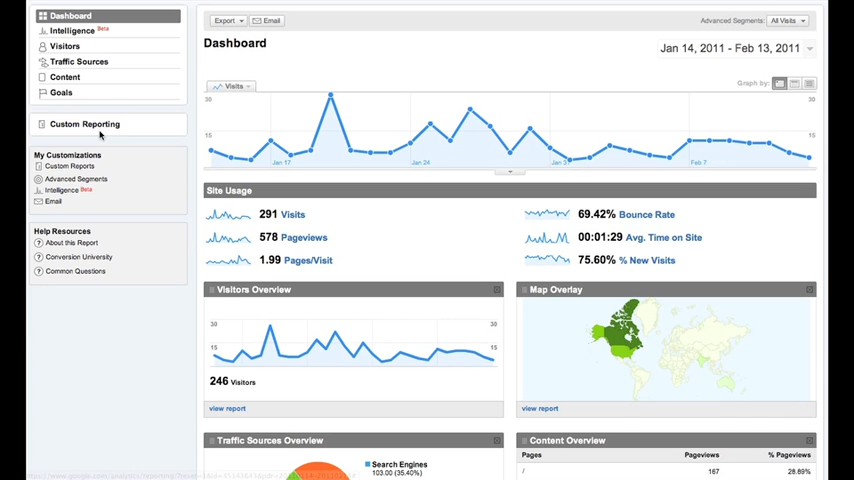 Dashboard
Intelligence Beta
Visitors
Traffic Sources
Content
Goals
Custom Reporting
My Customizations
Custom Reports
Advanced Segments
Intelligence Beta
Email
Help Resources
About this Report
Conversion University
Common Questions
Export Email
Advanced Segments: All Visits
Dashboard
Jan 14, 2011 - Feb 13, 2011
Visits
Graph by:
30 30
15 15
Jan 17 Jan 24 Jan 3 Feb 7
Site Usage
291 Visits
69.42% Bounce Rate
578 Pageviews
00:01:29 Avg. Time on Site
1.99 Pages/Visit
75.60% % New Visits
Visitors Overview
30 30
15 15
246 Visitors
view report
Map Overlay
view report
Traffic Sources Overview
Search Engines
103.00 (35.40%)
Content Overview
Pages Pageviews % Pageviews
/ 167 28.89%